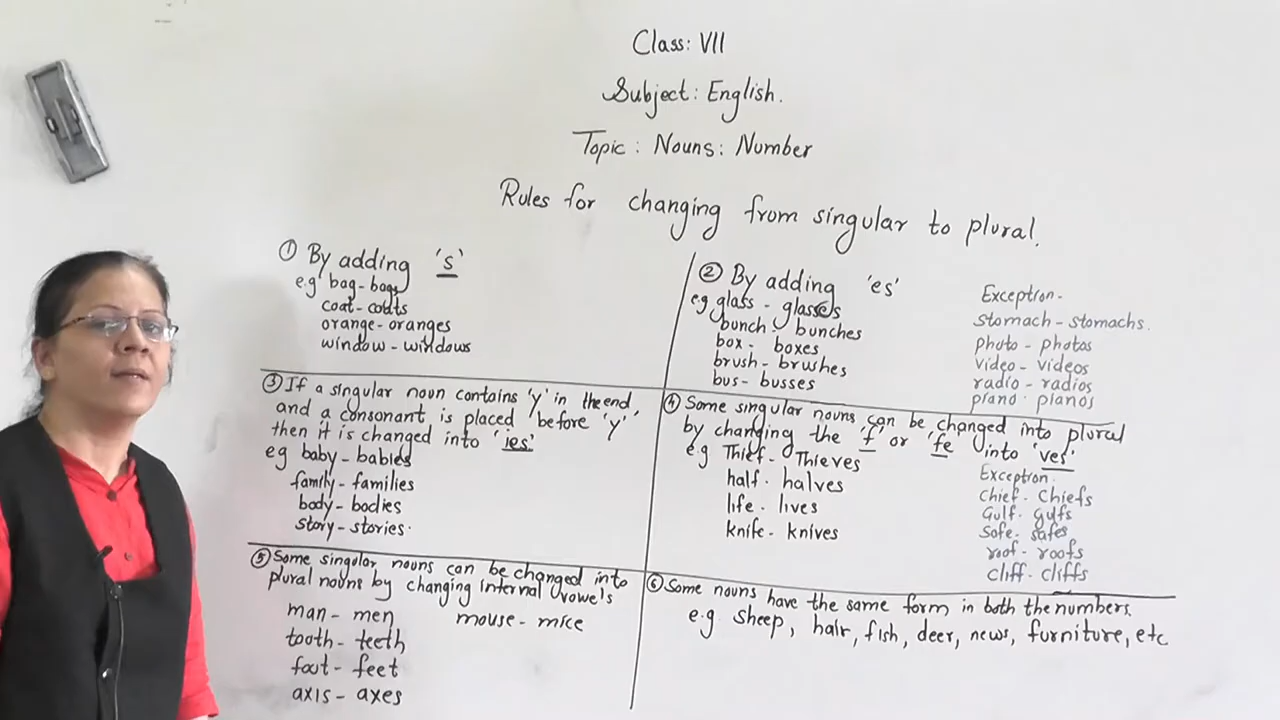 Class: VII
Subject: English.
Topic: Nouns: Number
Rules for changing from singular to plural.
① By adding 's'
e.g bag - bags
coat - coats
orange - oranges
window - windows
② By adding 'es'
e.g glass - glasses
bunch - bunches
box - boxes
brush - brushes
bus - busses
Exception -
Stomach - stomachs.
photo - photos
video - videos
radio - radios
piano - pianos
③ If a singular noun contains 'y' in the end,
and a consonant is placed before 'y'
then it is changed into 'ies'
eg baby - babies
family - families
body - bodies
story - stories.
④ Some singular nouns can be changed into plural
by changing the 'f' or 'fe' into 'ves'
e.g Thief - Thieves
half - halves
life - lives
knife - knives
Exception.
Chief - Chiefs
Gulf - gulfs
Safe - safes
roof - roofs
cliff - cliffs
⑤ Some singular nouns can be changed into
plural nouns by changing internal vowels
man - men
tooth - teeth
foot - feet
axis - axes
mouse - mice
⑥ Some nouns have the same form in both the numbers.
e.g. sheep, hair, fish, deer, news, furniture, etc